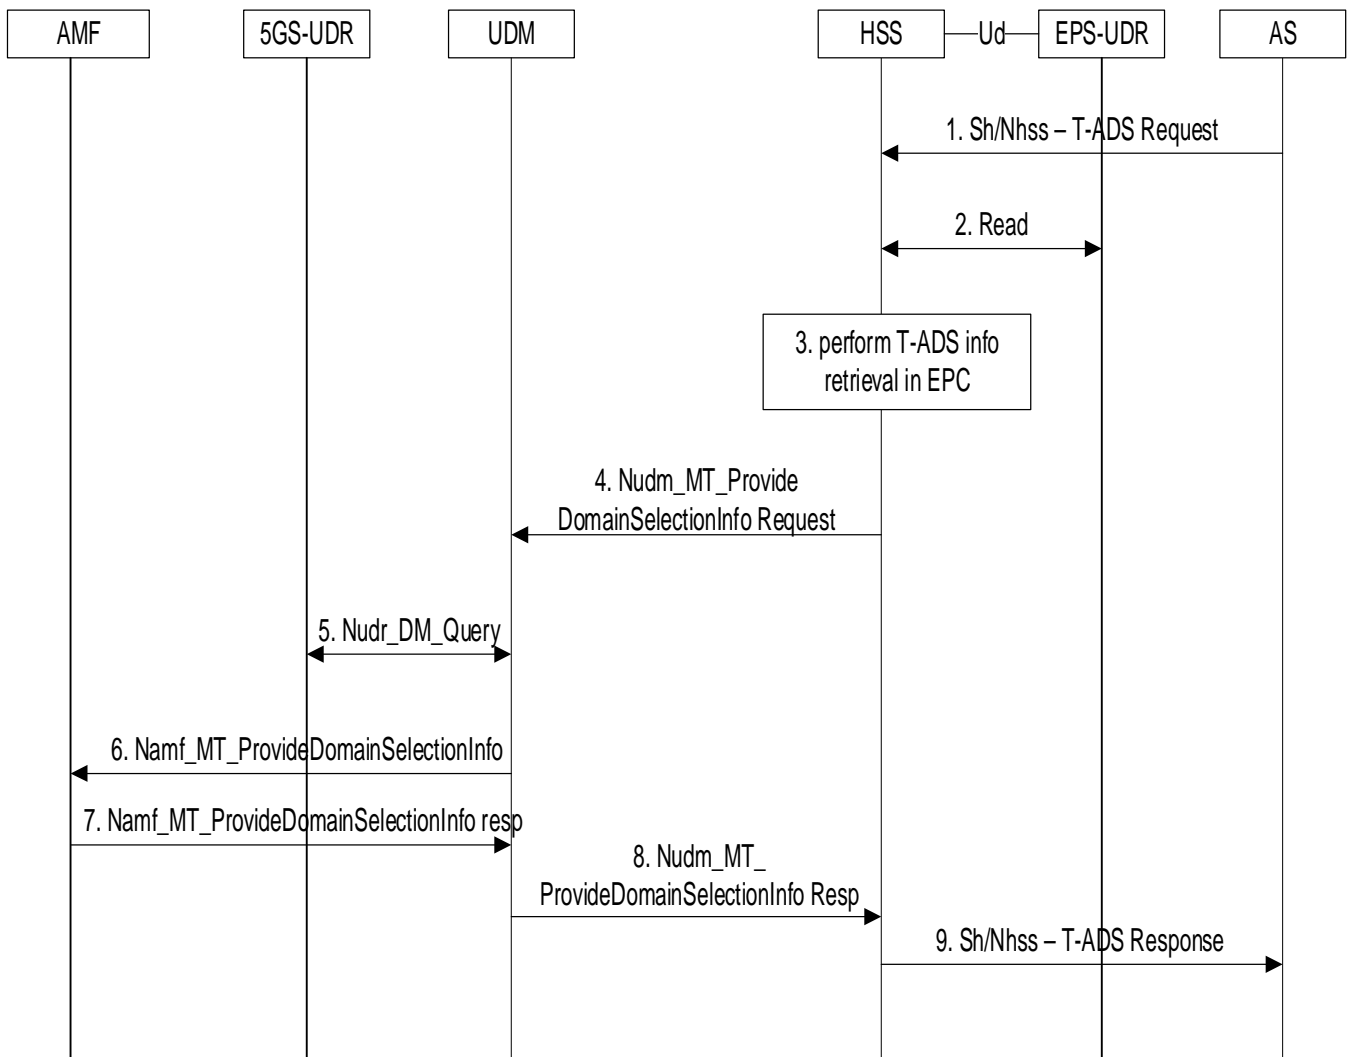 AMF
5GS-UDR
UDM
HSS
Ud
EPS-UDR
AS
1. Sh/Nhss – T-ADS Request
2. Read
3. perform T-ADS info
retrieval in EPC
4. Nudm_MT_Provide
DomainSelectionInfo Request
5. Nudr_DM_Query
6. Namf_MT_ProvideDomainSelectionInfo
7. Namf_MT_ProvideDomainSelectionInfo resp
8. Nudm_MT_
ProvideDomainSelectionInfo Resp
9. Sh/Nhss – T-ADS Response